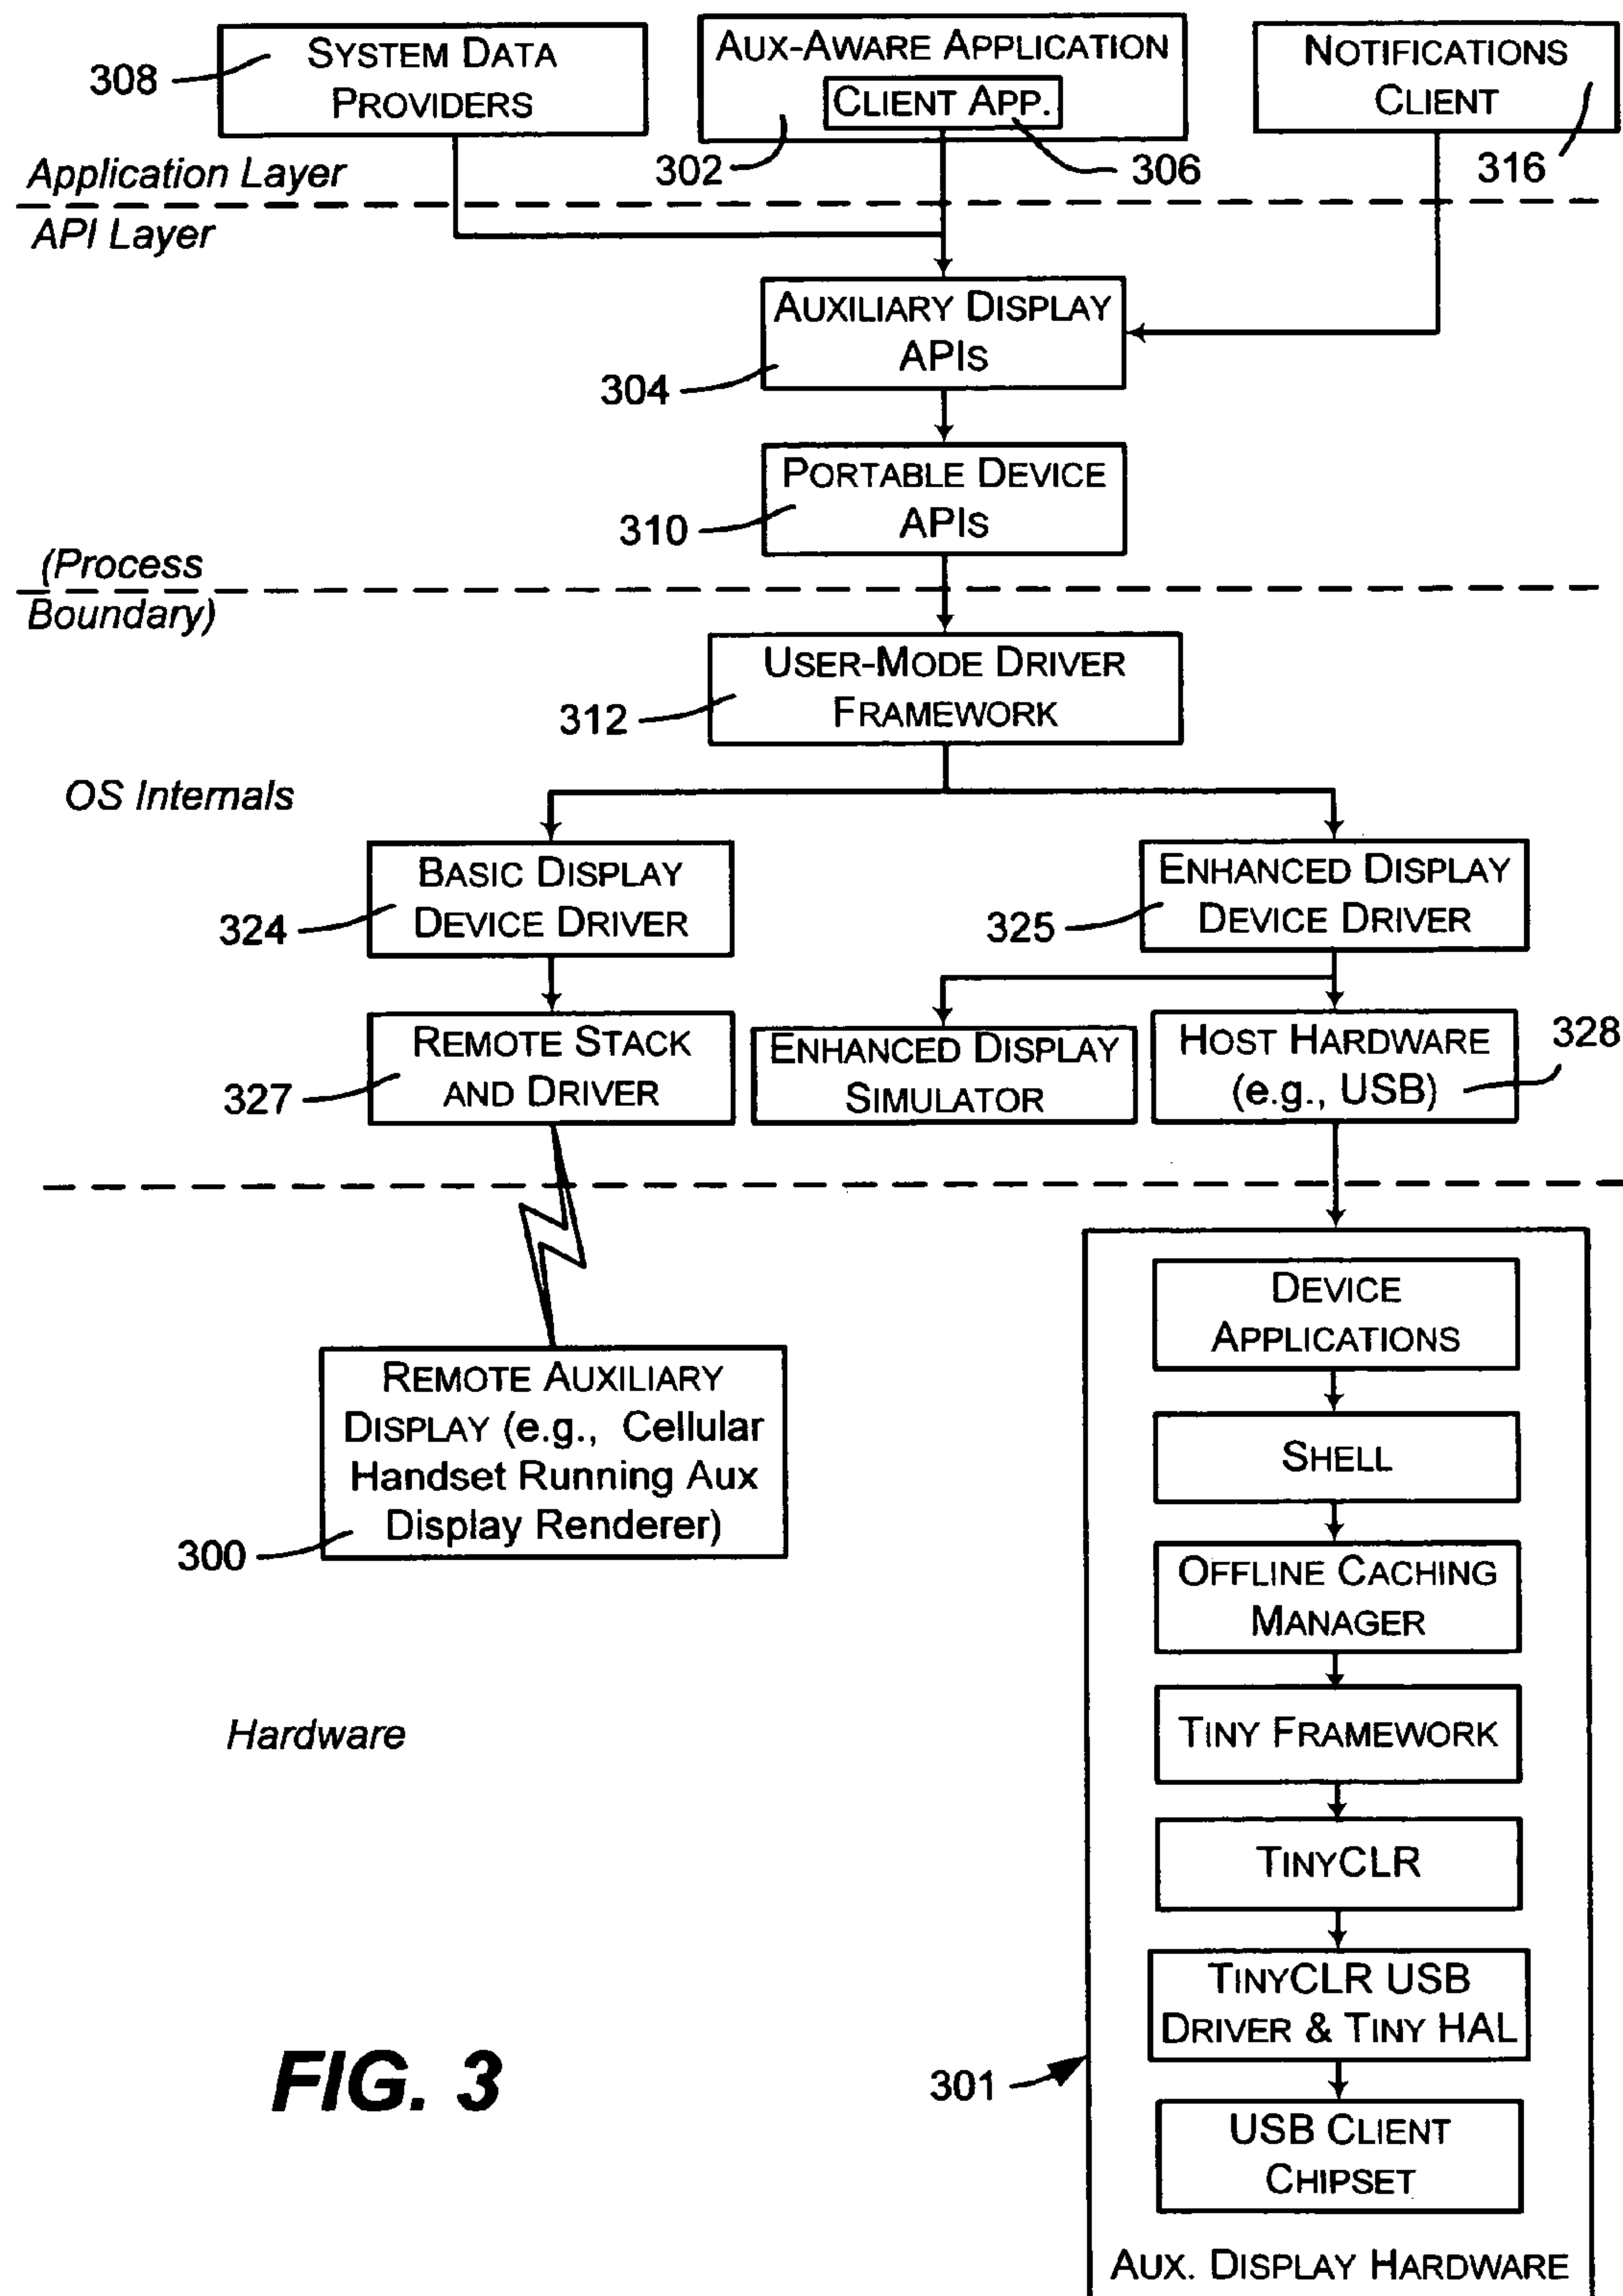 SYSTEM DATA
PROVIDERS
308
AUX-AWARE APPLICATION
CLIENT APP.
302
306
NOTIFICATIONS
CLIENT
316
Application Layer
API Layer
AUXILIARY DISPLAY
APIS
304
PORTABLE DEVICE
APIS
310
(Process
Boundary)
USER-MODE DRIVER
FRAMEWORK
312
OS Internals
BASIC DISPLAY
DEVICE DRIVER
324
ENHANCED DISPLAY
DEVICE DRIVER
325
REMOTE STACK
AND DRIVER
327
ENHANCED DISPLAY
SIMULATOR
HOST HARDWARE
(e.g., USB)
328
REMOTE AUXILIARY
DISPLAY (e.g., Cellular
Handset Running Aux
Display Renderer)
300
Hardware
DEVICE
APPLICATIONS
SHELL
OFFLINE CACHING
MANAGER
TINY FRAMEWORK
TINYCLR
TINYCLR USB
DRIVER & TINY HAL
USB CLIENT
CHIPSET
AUX. DISPLAY HARDWARE
301
FIG. 3